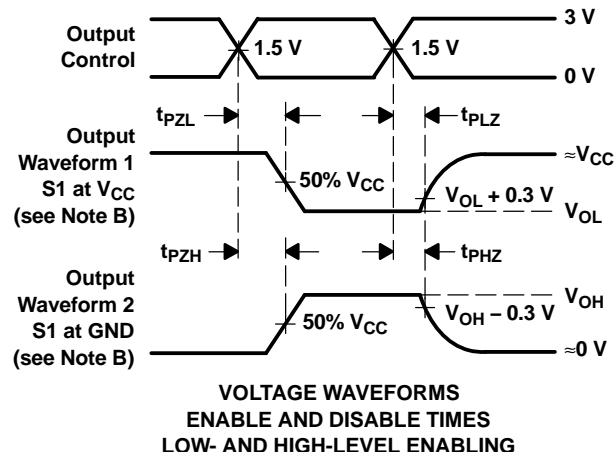 Output
Control
1.5 V
1.5 V
3 V
0 V
tPZL
tPLZ
Output
Waveform 1
S1 at VCC
(see Note B)
50% VCC
≈VCC
VOL + 0.3 V
VOL
tPZH
tPHZ
Output
Waveform 2
S1 at GND
(see Note B)
50% VCC
VOH
VOH − 0.3 V
≈0 V
VOLTAGE WAVEFORMS
ENABLE AND DISABLE TIMES
LOW- AND HIGH-LEVEL ENABLING